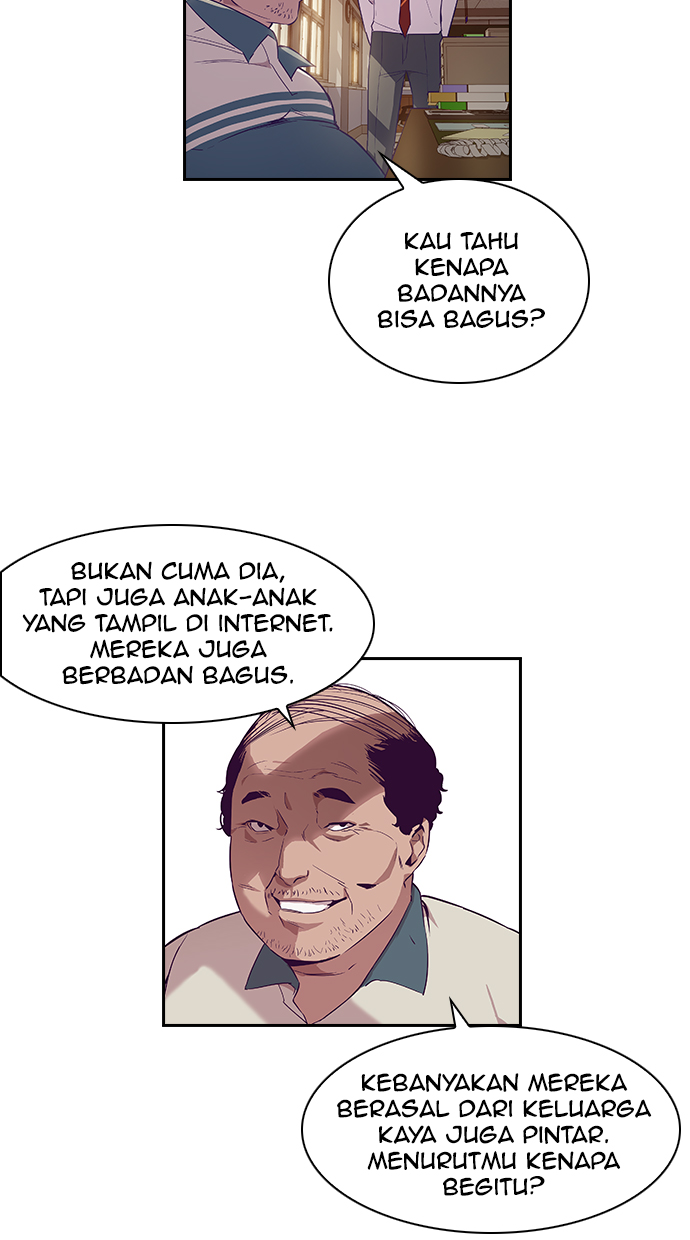 KAU TAHU
KENAPA
BADANNYA
BISA BAGUS?
BUKAN CUMA DIA,
TAPI JUGA ANAK-ANAK
YANG TAMPIL DI INTERNET.
MEREKA JUGA
BERBADAN BAGUS.
KEBANYAKAN MEREKA
BERASAL DARI KELUARGA
KAYA JUGA PINTAR.
MENURUTMU KENAPA
BEGITU?